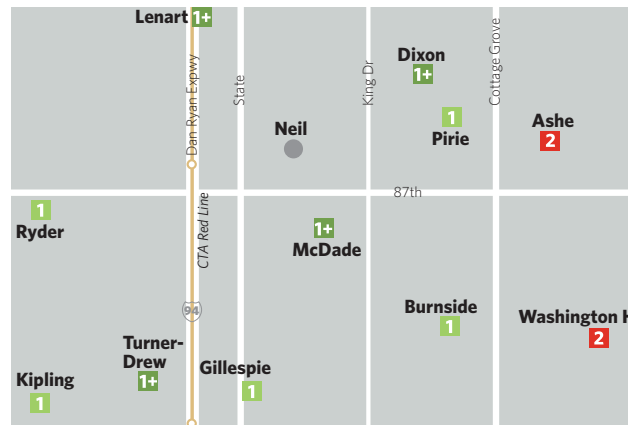 Lenart 1+
Dan Ryan Expwy
State
King Dr
Cottage Grove
Dixon
1+
1
Pirie
Neil
Ashe
2
87th
1
Ryder
CTA Red Line
1+
McDade
94
Burnside
1
Washington H
2
Turner-
Drew
1+
Gillespie
1
Kipling
1